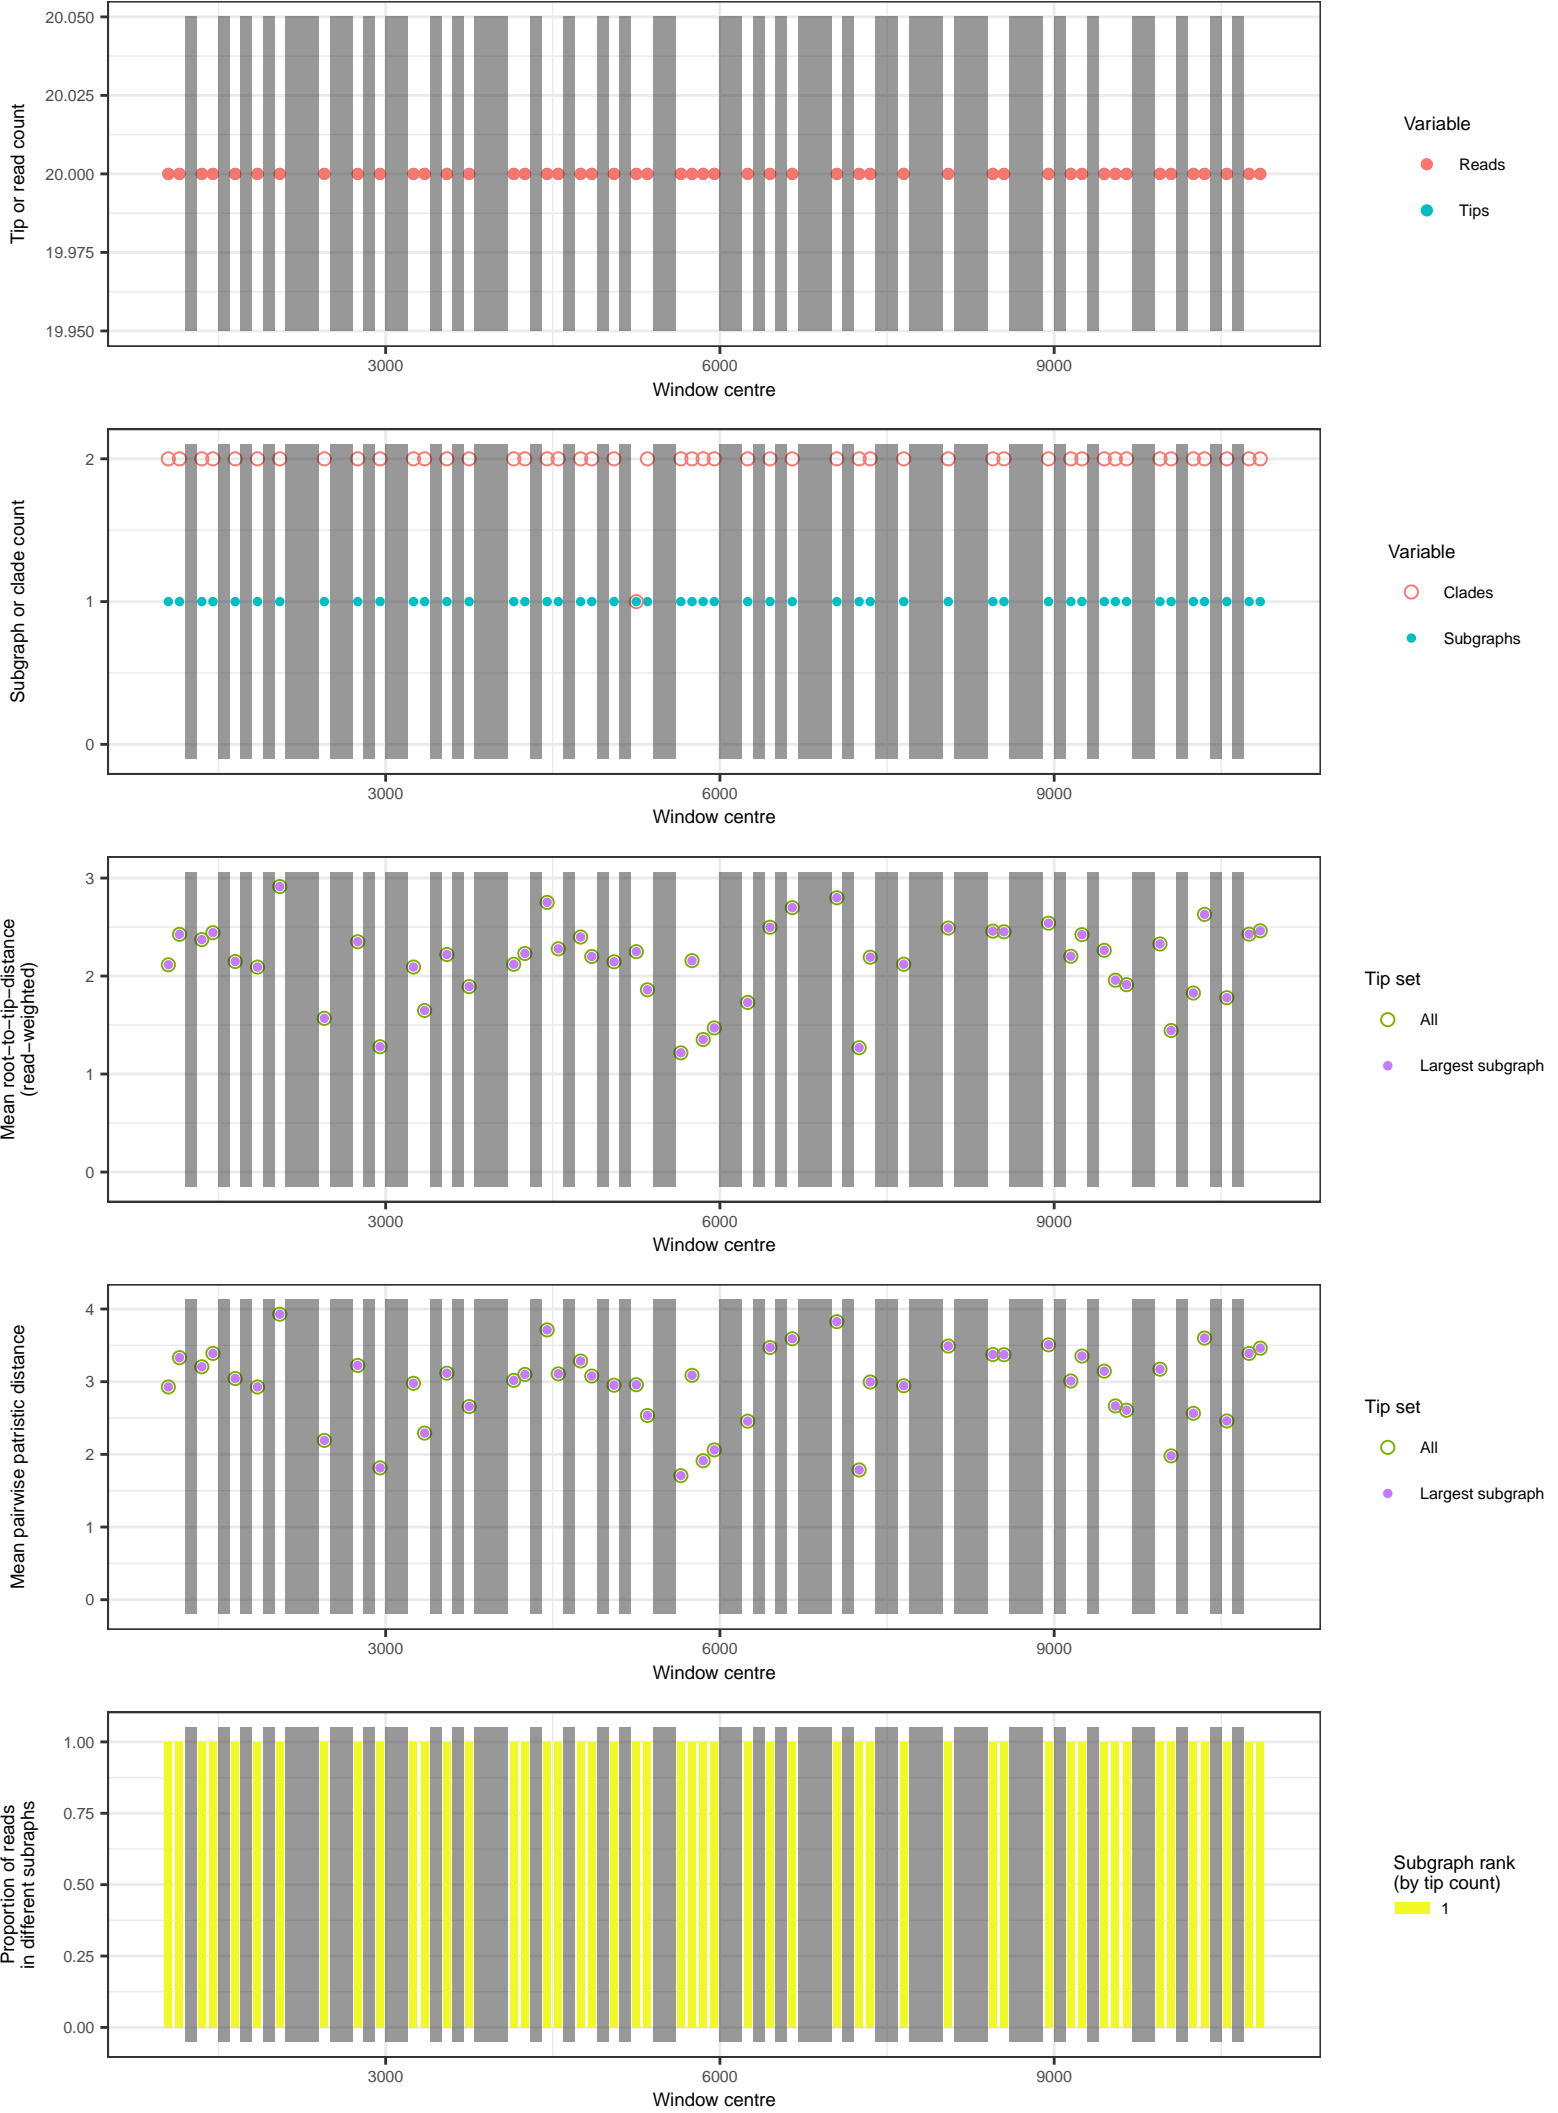 20.050
20.025
20.000
19.975
19.950
Tip or read count
3000
6000
9000
Window centre
Variable
Reads
Tips
2
1
0
Subgraph or clade count
3000
6000
9000
Window centre
Variable
Clades
Subgraphs
3
2
1
0
Mean root−to−tip−distance
(read−weighted)
3000
6000
9000
Window centre
Tip set
All
Largest subgraph
4
3
2
1
0
Mean pairwise patristic distance
3000
6000
9000
Window centre
Tip set
All
Largest subgraph
1.00
0.75
0.50
0.25
0.00
Proportion of reads
in different subraphs
3000
6000
9000
Window centre
Subgraph rank
(by tip count)
1